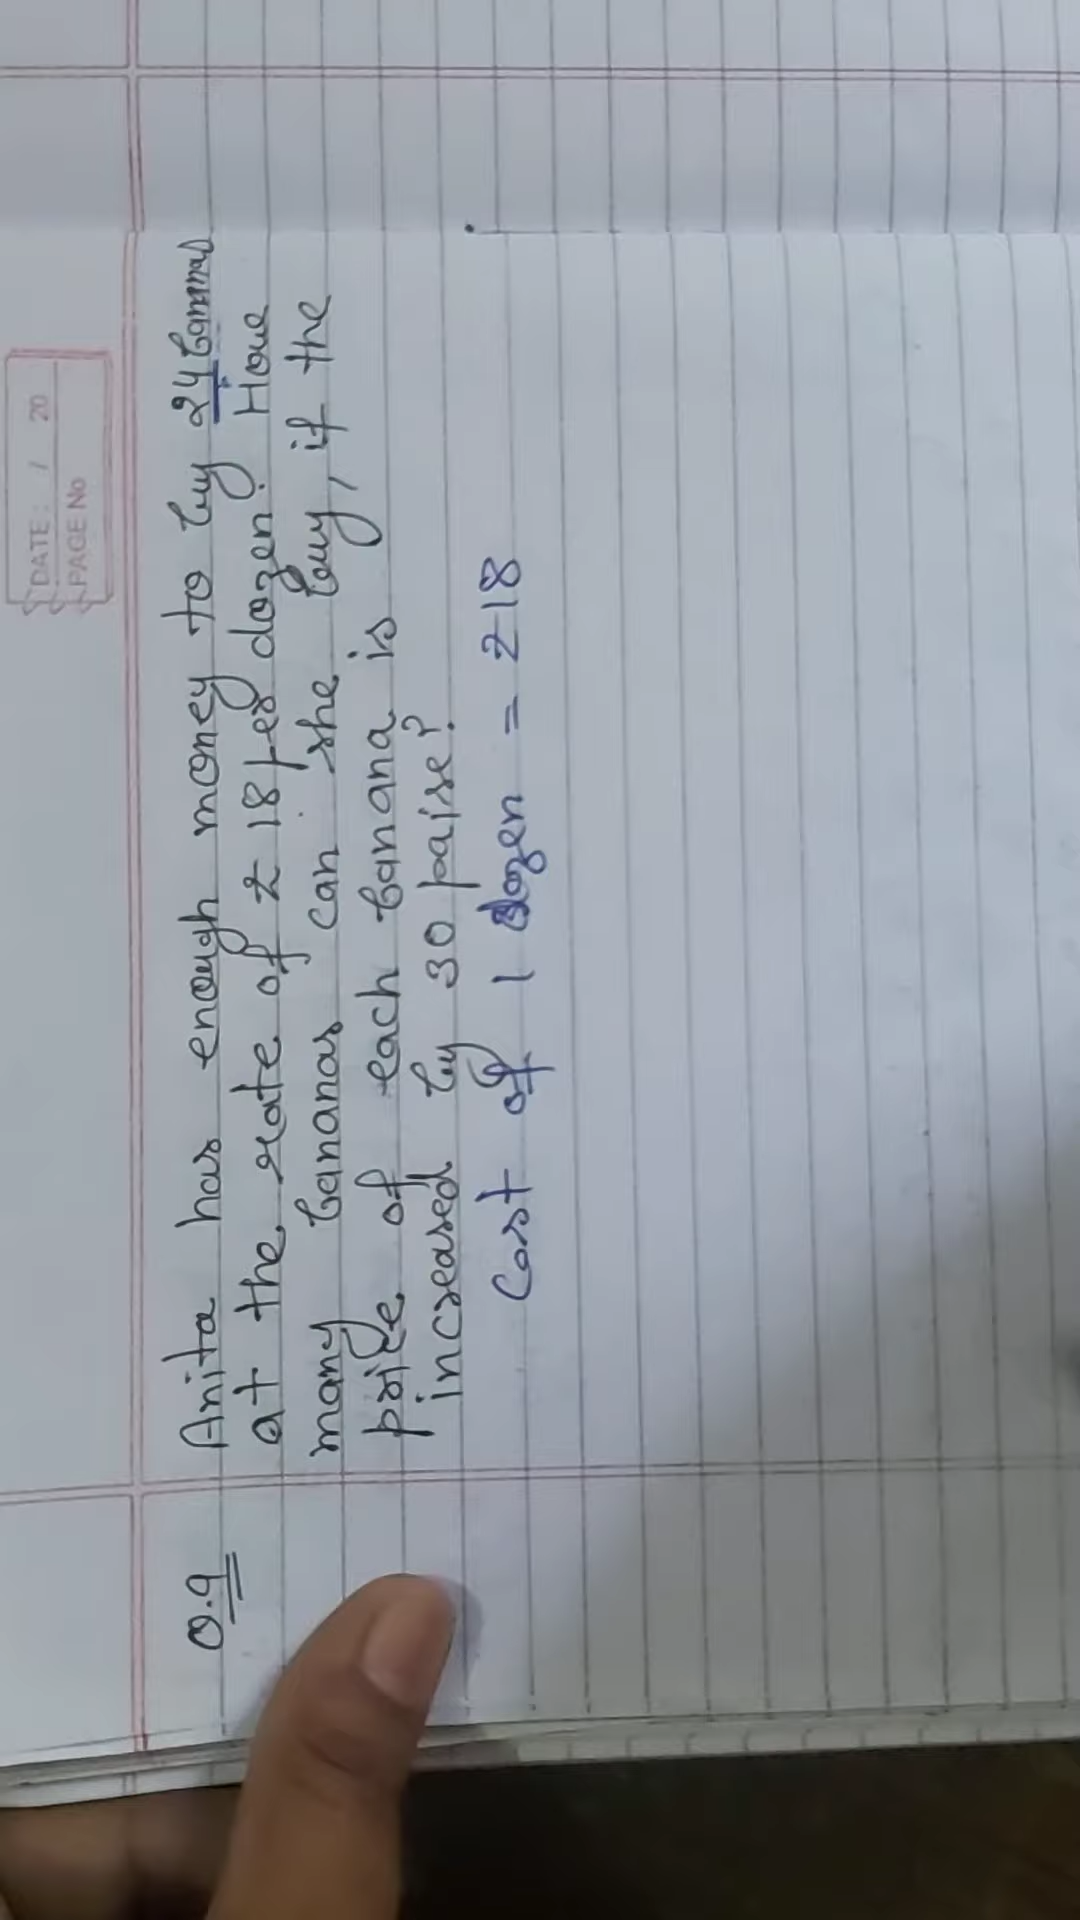 DATE: / 20
PAGE No
Q.9 Anita has enough money to buy 24 bananas
at the rate of ₹ 18 per dozen. How
many bananas can she buy, if the
price of each banana is
increased by 30 paise?
Cost of 1 dozen = ₹ 18